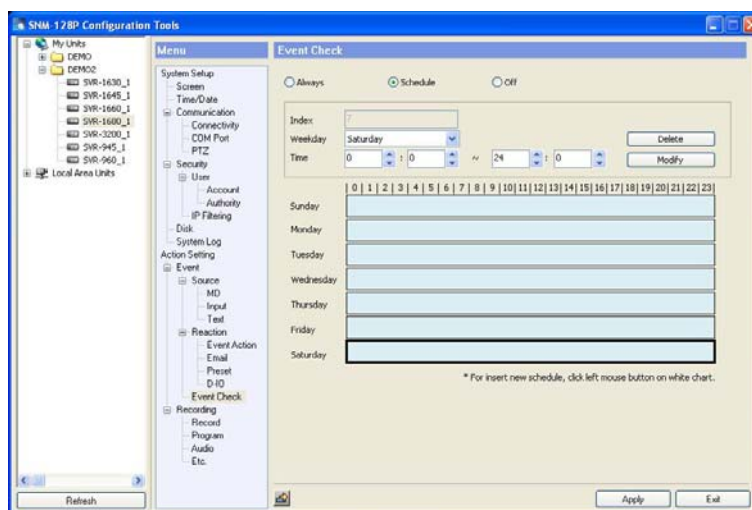 SNM-128P Configuration Tools
My Units
DEMO
DEMO2
SVR-1630_1
SVR-1645_1
SVR-1660_1
SVR-1600_1
SVR-3200_1
SVR-945_1
SVR-960_1
Local Area Units
Refresh
Menu
System Setup
Screen
Time/Date
Communication
Connectivity
COM Port
PTZ
Security
User
Account
Authority
IP Filtering
Disk
System Log
Action Setting
Event
Source
MD
Input
Text
Reaction
Event Action
Email
Preset
D-IO
Event Check
Recording
Record
Program
Audio
Etc.
Event Check
Always Schedule Off
Index 7
Weekday Saturday Delete
Time 0 : 0 ~ 24 : 0 Modify
| 0 | 1 | 2 | 3 | 4 | 5 | 6 | 7 | 8 | 9 |10|11|12|13|14|15|16|17|18|19|20|21|22|23|
Sunday
Monday
Tuesday
Wednesday
Thursday
Friday
Saturday
* For insert new schedule, click left mouse button on white chart.
Apply Exit